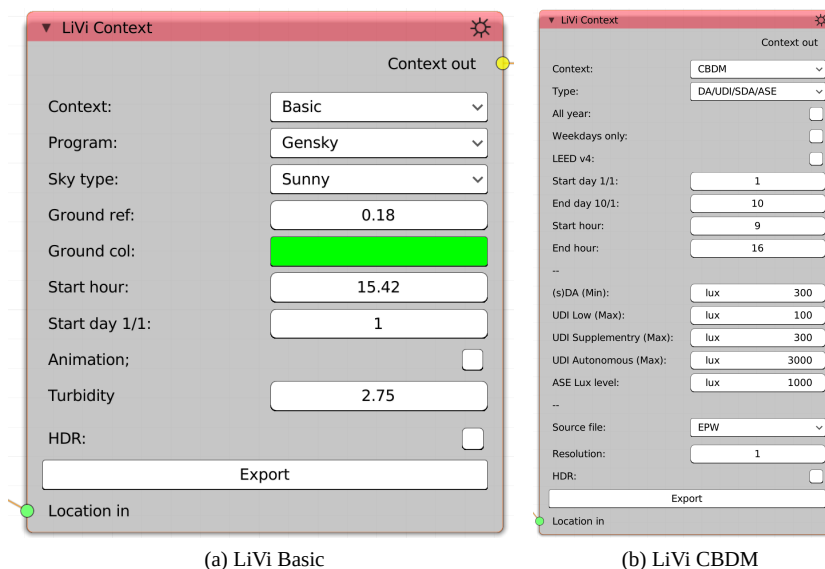 LiVi Context
Context out
Context: Basic
Program: Gensky
Sky type: Sunny
Ground ref: 0.18
Ground col:
Start hour: 15.42
Start day 1/1: 1
Animation;
Turbidity 2.75
HDR:
Export
Location in
(a) LiVi Basic
LiVi Context
Context out
Context: CBDM
Type: DA/UDI/SDA/ASE
All year:
Weekdays only:
LEED v4:
Start day 1/1: 1
End day 10/1: 10
Start hour: 9
End hour: 16
--
(s)DA (Min): lux 300
UDI Low (Max): lux 100
UDI Supplementry (Max): lux 300
UDI Autonomous (Max): lux 3000
ASE Lux level: lux 1000
--
Source file: EPW
Resolution: 1
HDR:
Export
Location in
(b) LiVi CBDM